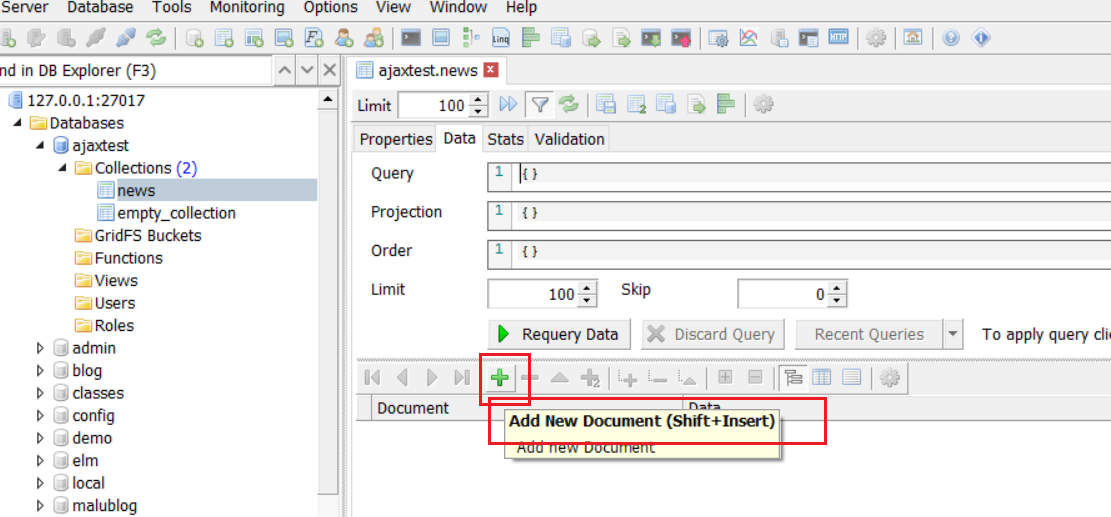 Server Database Tools Monitoring Options View Window Help
Linq HTTP
nd in DB Explorer (F3)
ajaxtest.news
127.0.0.1:27017
Databases
ajaxtest
Collections (2)
news
empty_collection
GridFS Buckets
Functions
Views
Users
Roles
admin
blog
classes
config
demo
elm
local
malublog
Limit 100
Properties Data Stats Validation
Query 1 {}
Projection 1 {}
Order 1 {}
Limit 100 Skip 0
Requery Data Discard Query Recent Queries To apply query clic
Document Data
Add New Document (Shift+Insert)
Add new Document